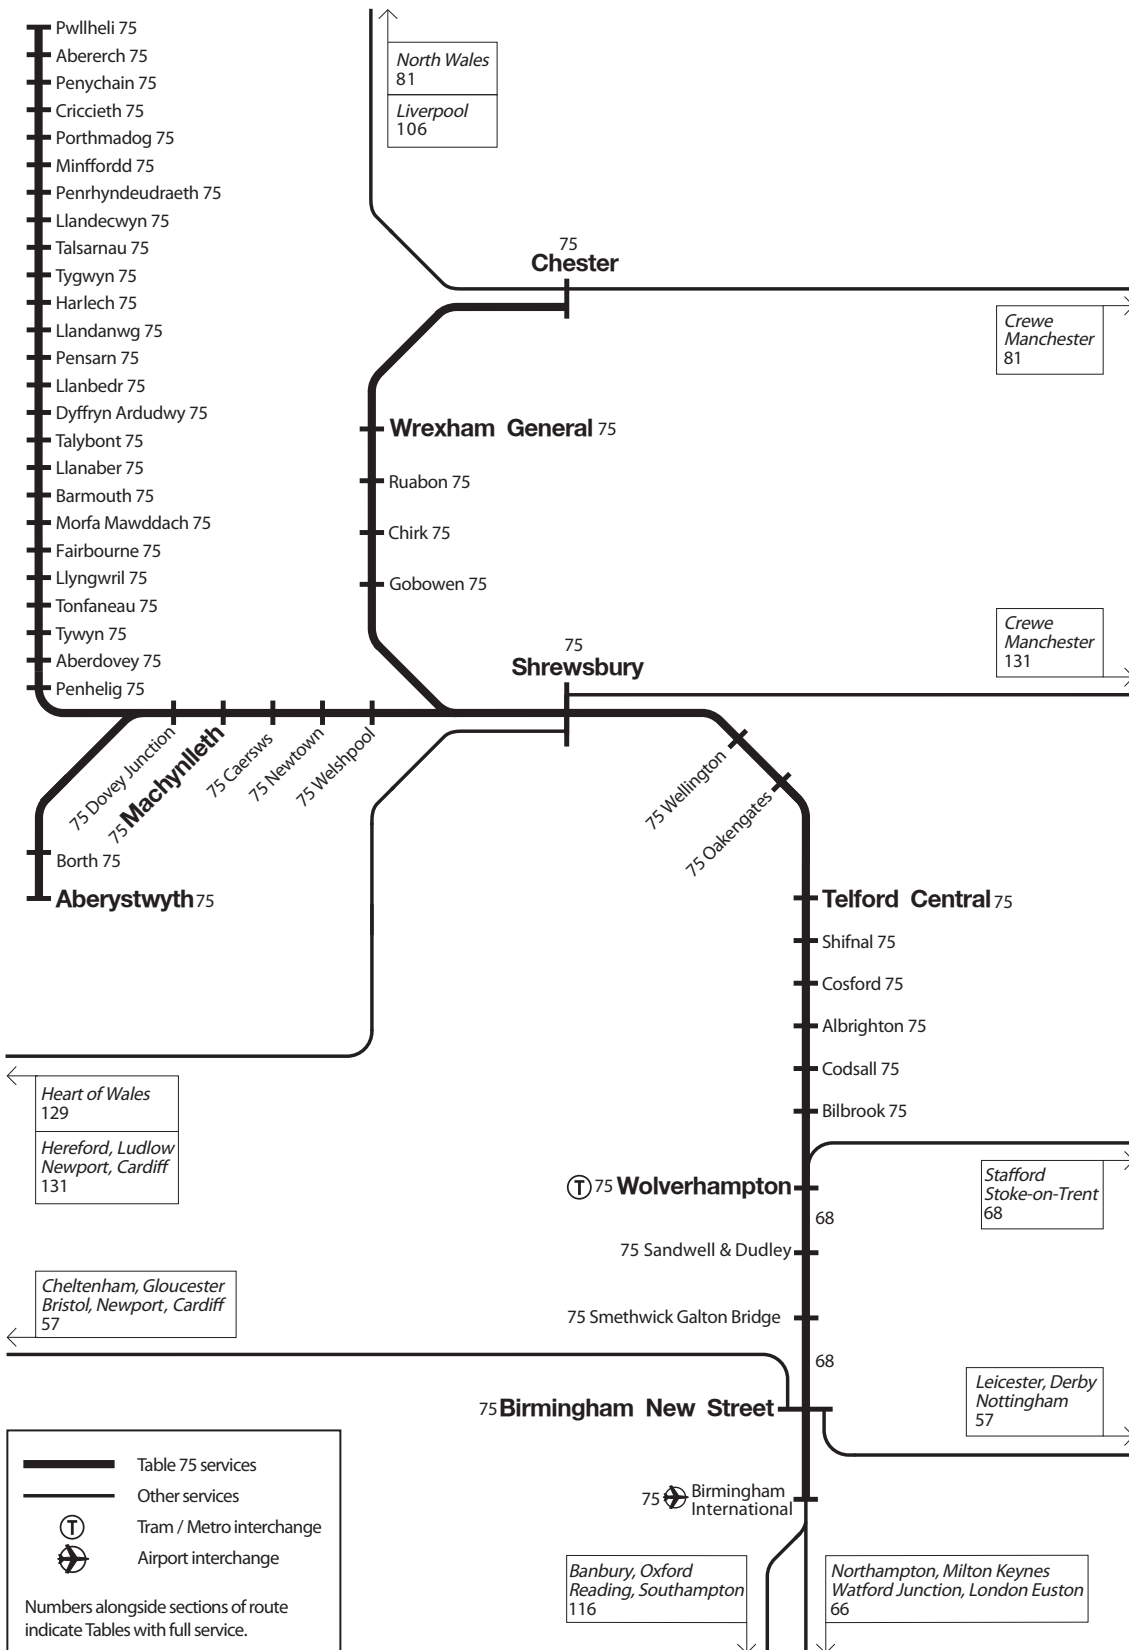 Pwllheli 75
Abererch 75
Penychain 75
Criccieth 75
Porthmadog 75
Minffordd 75
Penrhyndeudraeth 75
Llandecwyn 75
Talsarnau 75
Tygwyn 75
Harlech 75
Llandanwg 75
Pensarn 75
Llanbedr 75
Dyffryn Ardudwy 75
Talybont 75
Llanaber 75
Barmouth 75
Morfa Mawddach 75
Fairbourne 75
Llyngwril 75
Tonfaneau 75
Tywyn 75
Aberdovey 75
Penhelig 75
75 Dovey Junction
75 Machynlleth
75 Caersws
75 Newtown
75 Welshpool
Borth 75
Aberystwyth 75
North Wales
81
Liverpool
106
75
Chester
Crewe
Manchester
81
Wrexham General 75
Ruabon 75
Chirk 75
Gobowen 75
75
Shrewsbury
Crewe
Manchester
131
75 Wellington
75 Oakengates
Telford Central 75
Shifnal 75
Cosford 75
Albrighton 75
Codsall 75
Bilbrook 75
Heart of Wales
129
Hereford, Ludlow
Newport, Cardiff
131
T 75 Wolverhampton
68
Stafford
Stoke-on-Trent
68
75 Sandwell & Dudley
75 Smethwick Galton Bridge
68
Cheltenham, Gloucester
Bristol, Newport, Cardiff
57
75 Birmingham New Street
Leicester, Derby
Nottingham
57
75 Birmingham
International
Banbury, Oxford
Reading, Southampton
116
Northampton, Milton Keynes
Watford Junction, London Euston
66
Table 75 services
Other services
T Tram / Metro interchange
Airport interchange
Numbers alongside sections of route
indicate Tables with full service.